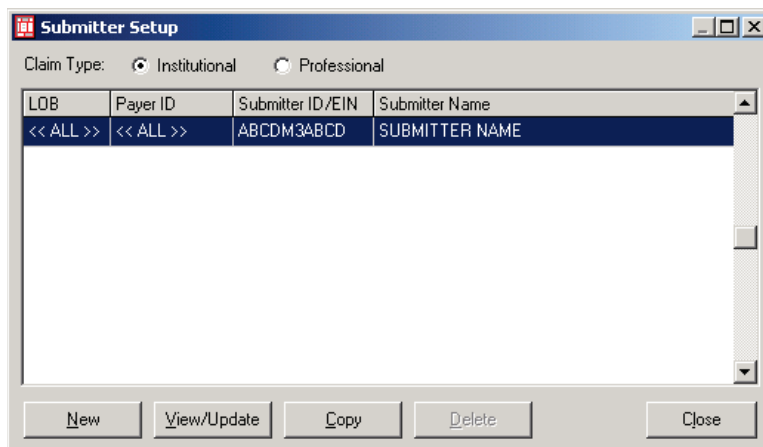 Submitter Setup
Claim Type: Institutional Professional
LOB Payer ID Submitter ID/EIN Submitter Name
<< ALL >> << ALL >> ABCDM3ABCD SUBMITTER NAME
New View/Update Copy Delete Close